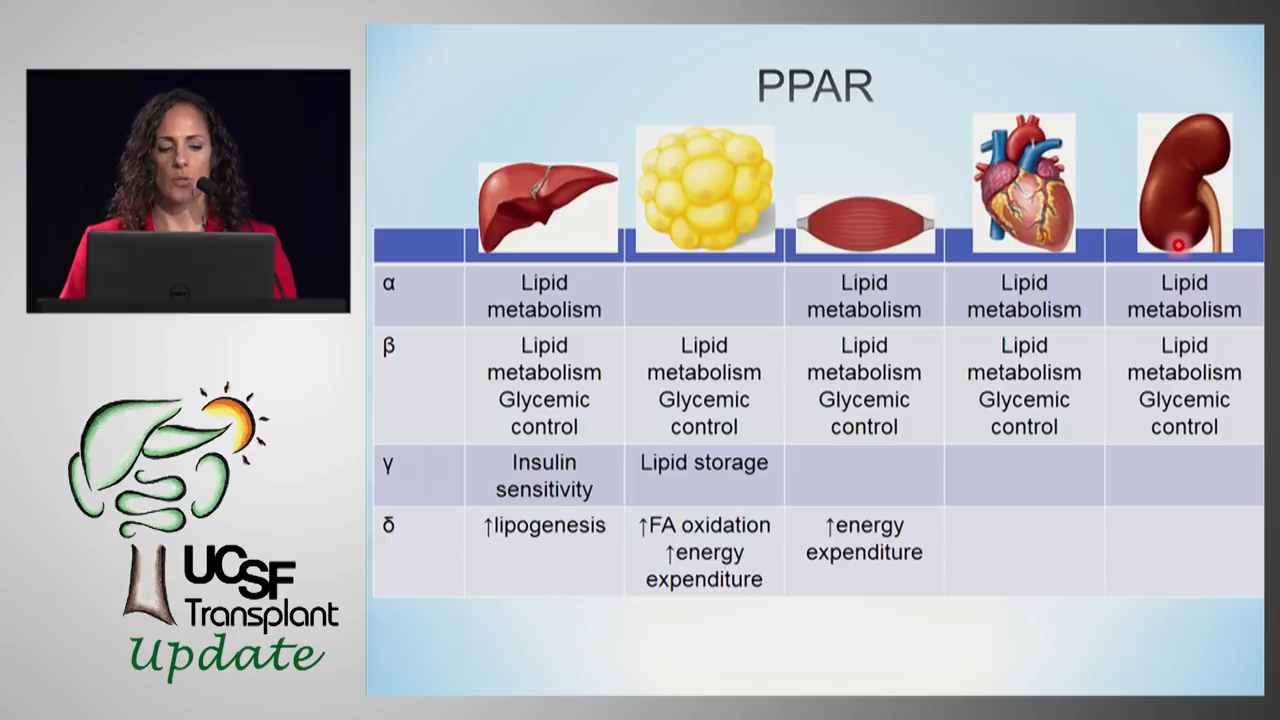 PPAR
α
Lipid
metabolism
Lipid
metabolism
Lipid
metabolism
Lipid
metabolism
β
Lipid
metabolism
Glycemic
control
Lipid
metabolism
Glycemic
control
Lipid
metabolism
Glycemic
control
Lipid
metabolism
Glycemic
control
Lipid
metabolism
Glycemic
control
γ
Insulin
sensitivity
Lipid storage
δ
↑lipogenesis
↑FA oxidation
↑energy
expenditure
↑energy
expenditure
UCSF
Transplant
Update
DELL